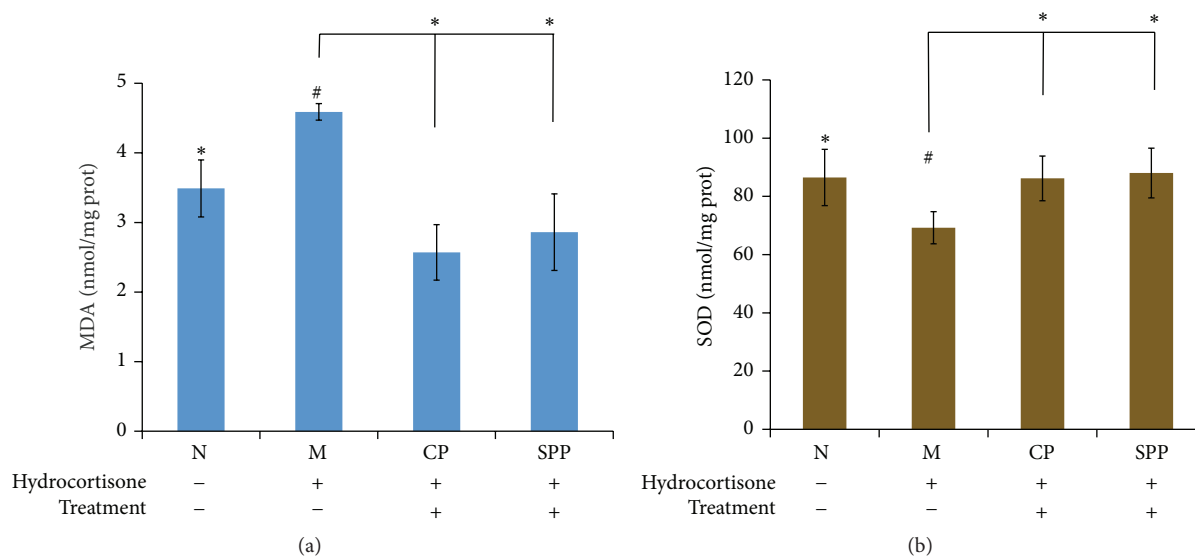 * *
#
*
5
4
3
2
1
0
MDA (nmol/mg prot)
N M CP SPP
Hydrocortisone − + + +
Treatment − − + +
(a)
* *
#
*
120
100
80
60
40
20
0
SOD (nmol/mg prot)
N M CP SPP
Hydrocortisone − + + +
Treatment − − + +
(b)